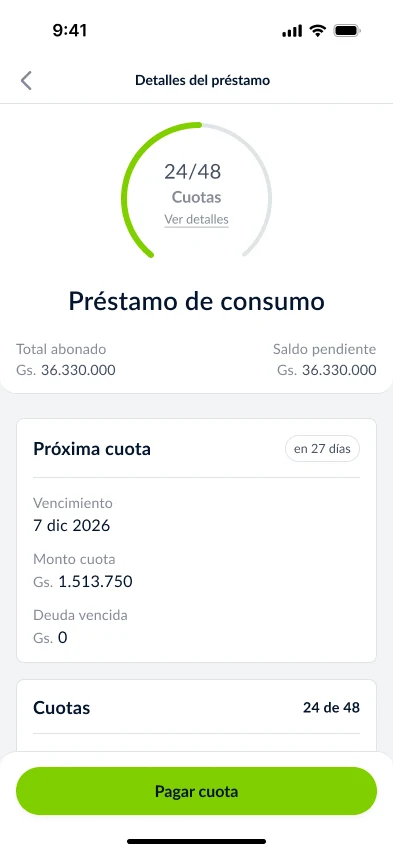 9:41
Detalles del préstamo
24/48
Cuotas
Ver detalles
Préstamo de consumo
Total abonado
Saldo pendiente
Gs. 36.330.000
Gs. 36.330.000
Próxima cuota
en 27 días
Vencimiento
7 dic 2026
Monto cuota
Gs. 1.513.750
Deuda vencida
Gs. 0
Cuotas
24 de 48
Pagar cuota